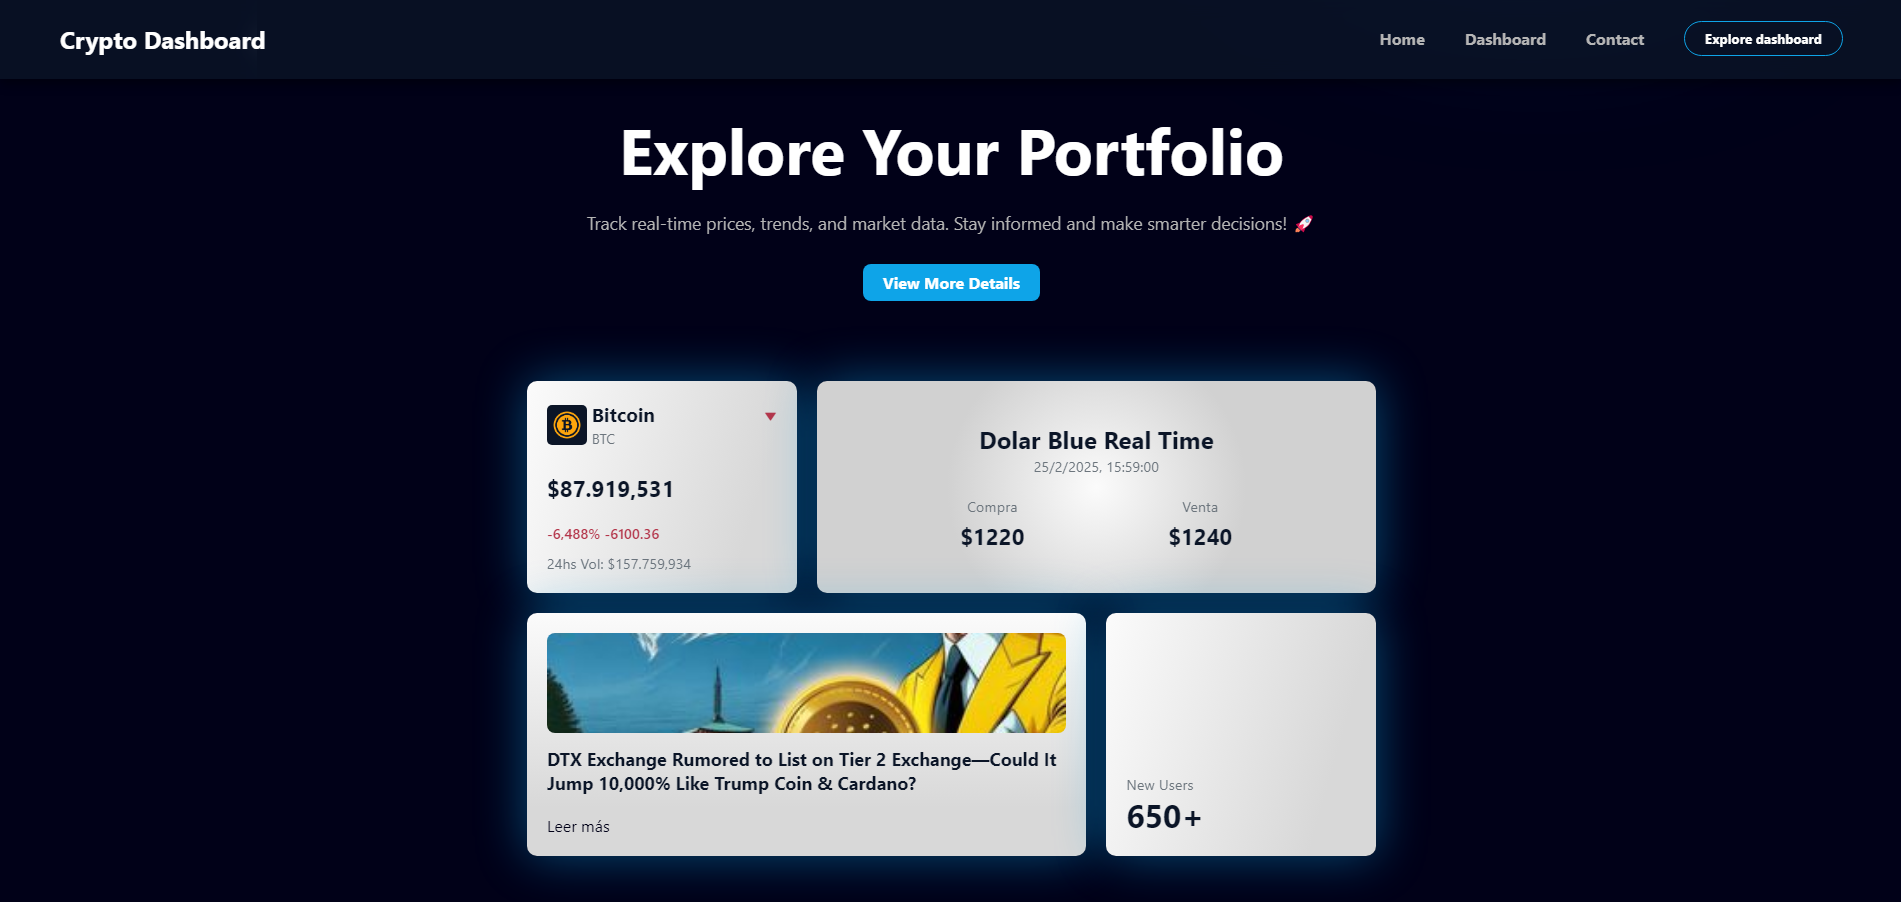 Crypto Dashboard
Home
Dashboard
Contact
Explore dashboard
Explore Your Portfolio
Track real-time prices, trends, and market data. Stay informed and make smarter decisions! 🚀
View More Details
Bitcoin
BTC
$87.919,531
-6,488% -6100.36
24hs Vol: $157.759,934
Dolar Blue Real Time
25/2/2025, 15:59:00
Compra
$1220
Venta
$1240
DTX Exchange Rumored to List on Tier 2 Exchange—Could It
Jump 10,000% Like Trump Coin & Cardano?
Leer más
New Users
650+